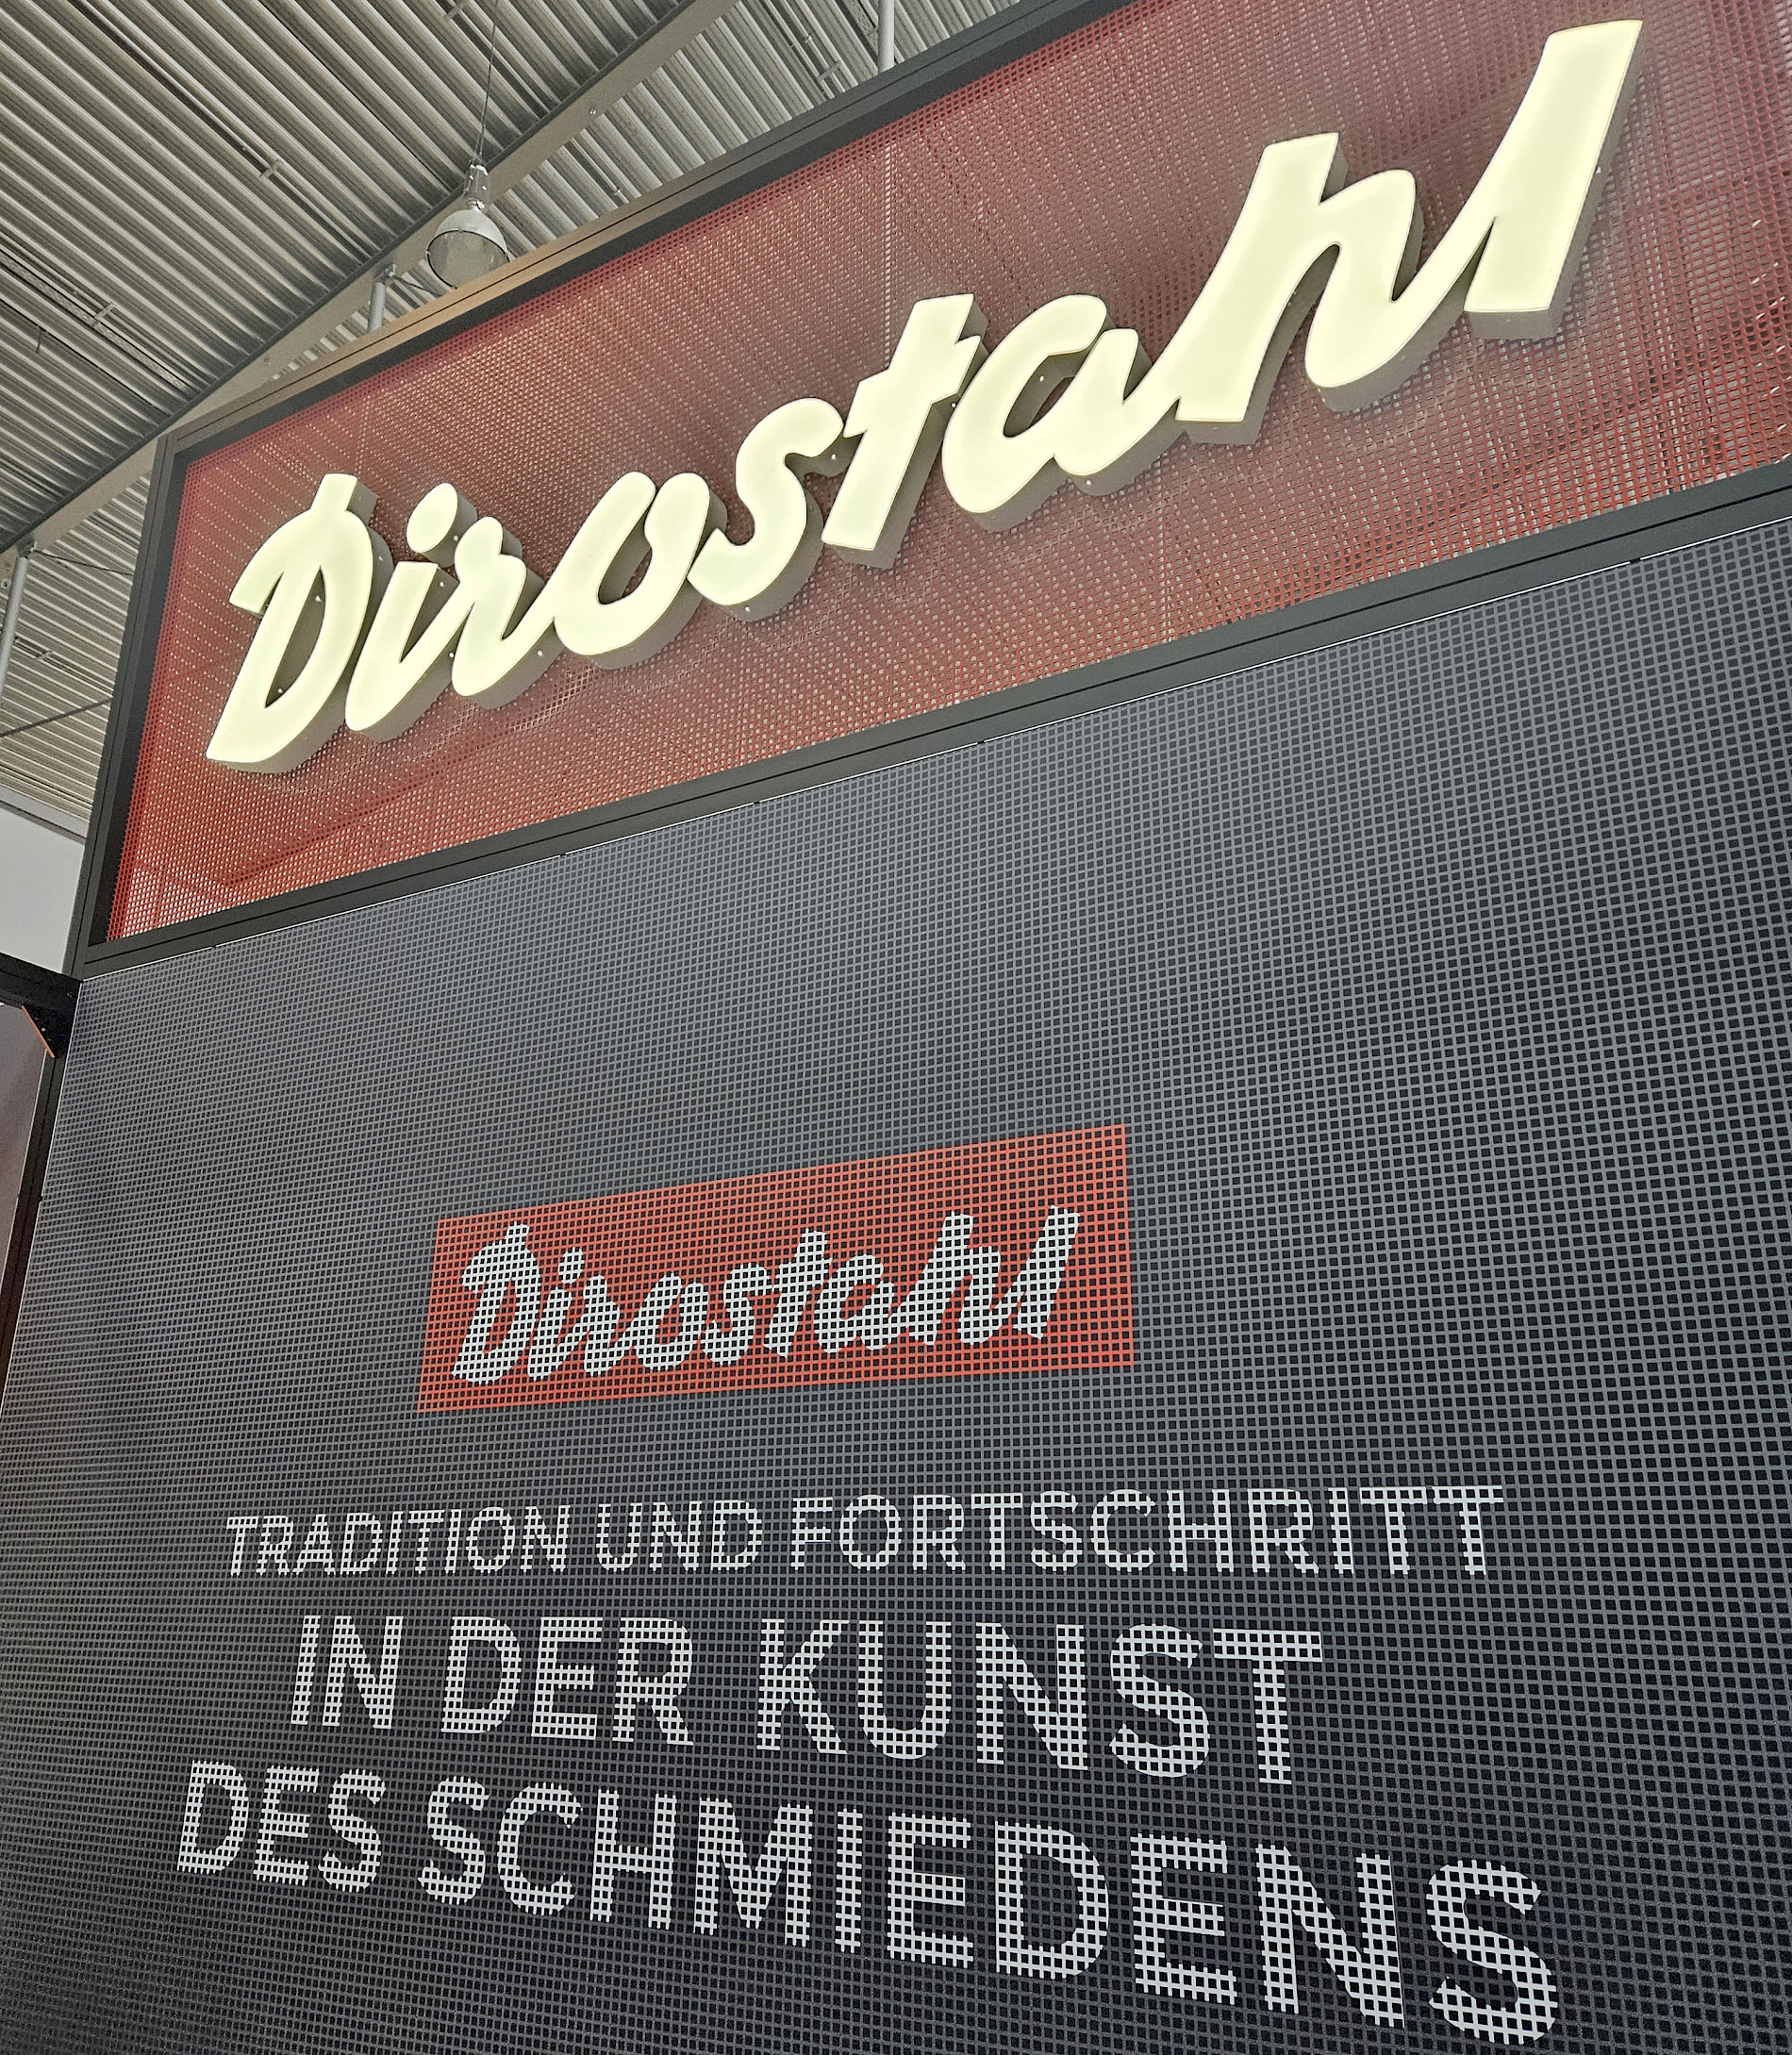 Dirostahl
Dirostahl
TRADITION UND FORTSCHRITT
IN DER KUNST
DES SCHMIEDENS